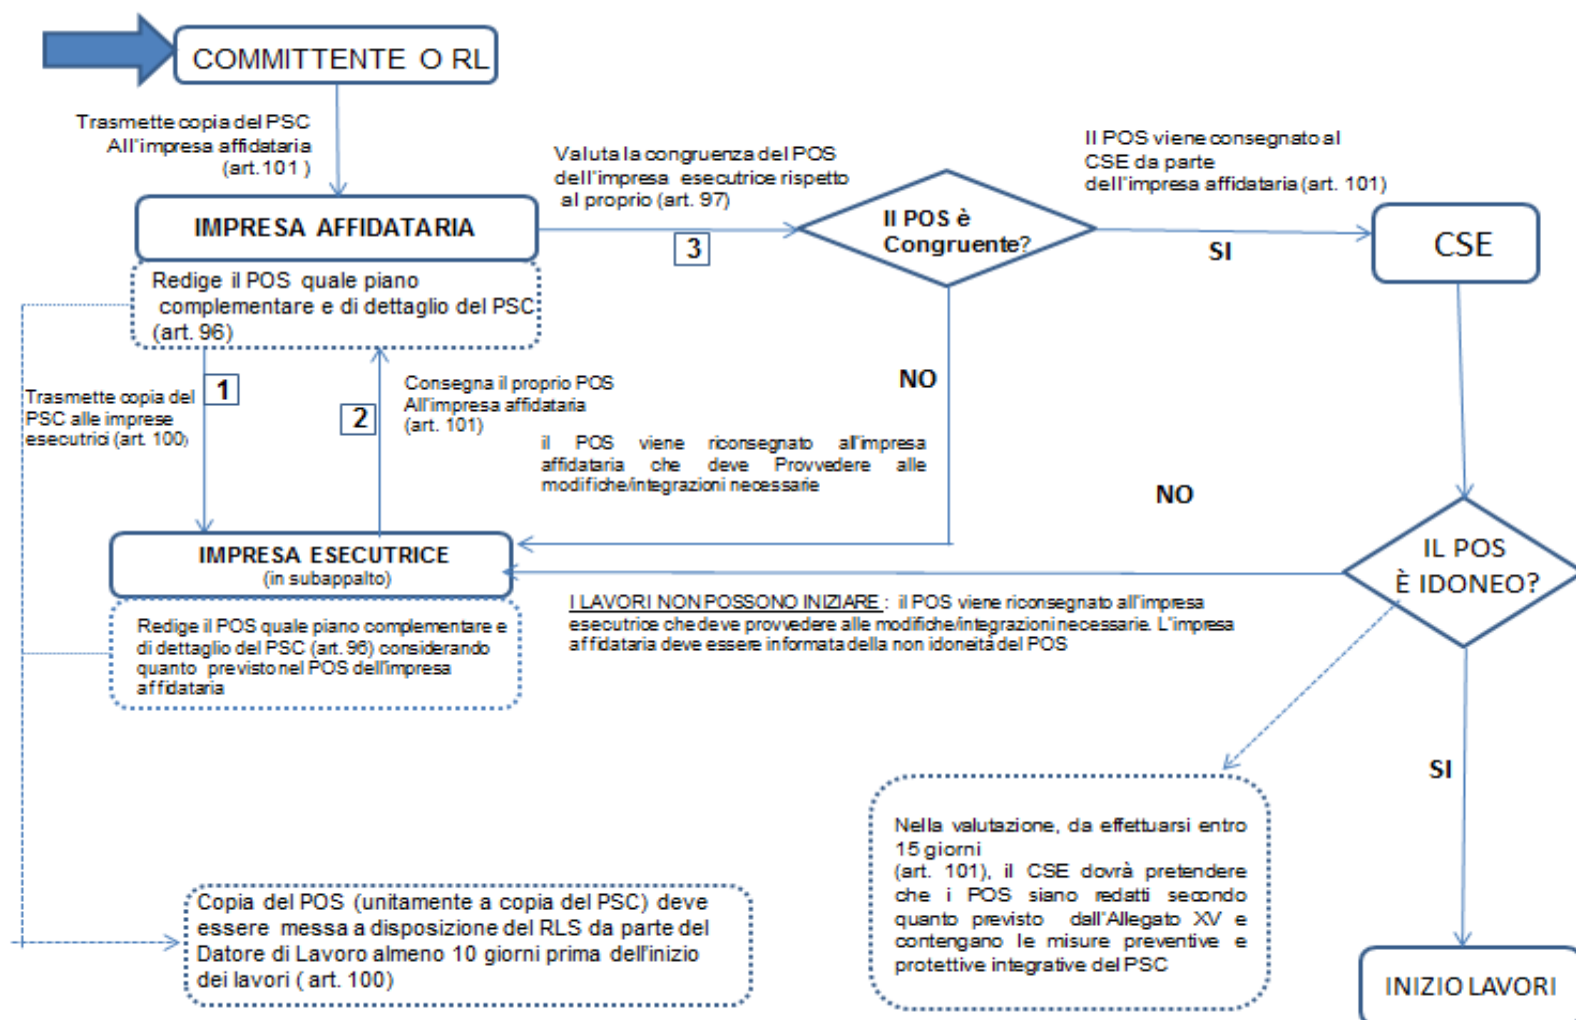 COMMITTENTE O RL
Trasmette copia del PSC
All'impresa affidataria
(art.101 )
IMPRESA AFFIDATARIA
Redige il POS quale piano
complementare e di dettaglio del PSC
(art. 96)
Valuta la congruenza del POS
dell'impresa esecutrice rispetto
al proprio (art. 97)
3
Il POS è
Congruente?
Il POS viene consegnato al
CSE da parte
dell'impresa affidataria (art. 101)
SI
CSE
Trasmette copia del
PSC alle imprese
esecutrici (art. 100)
1
2
Consegna il proprio POS
All'impresa affidataria
(art. 101)
NO
il POS viene riconsegnato all'impresa
affidataria che deve Provvedere alle
modifiche/integrazioni necessarie
IMPRESA ESECUTRICE
(in subappalto)
Redige il POS quale piano complementare e
di dettaglio del PSC (art. 96) considerando
quanto previsto nel POS dell'impresa
affidataria
NO
IL POS
È IDONEO?
I LAVORI NON POSSONO INIZIARE : il POS viene riconsegnato all'impresa
esecutrice che deve provvedere alle modifiche/integrazioni necessarie. L'impresa
affidataria deve essere informata della non idoneità del POS
SI
Nella valutazione, da effettuarsi entro
15 giorni
(art. 101), il CSE dovrà pretendere
che i POS siano redatti secondo
quanto previsto dall'Allegato XV e
contengano le misure preventive e
protettive integrative del PSC
Copia del POS (unitamente a copia del PSC) deve
essere messa a disposizione del RLS da parte del
Datore di Lavoro almeno 10 giorni prima dell'inizio
dei lavori ( art. 100)
INIZIO LAVORI